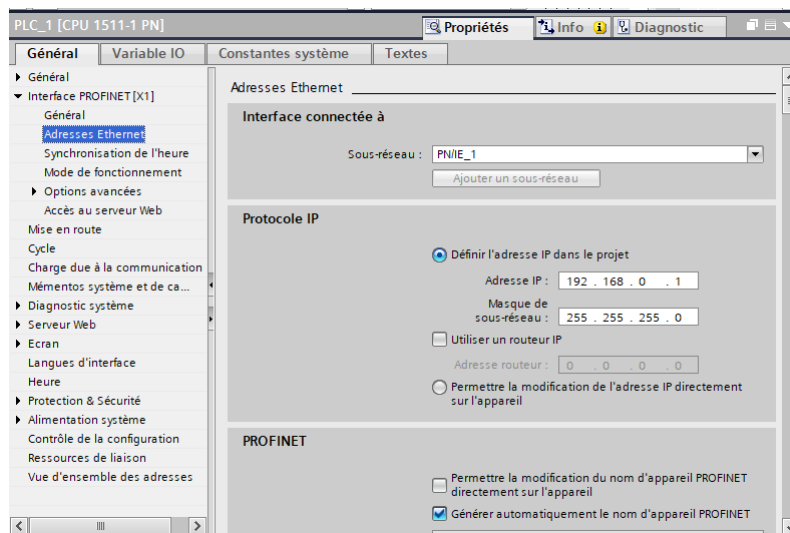 PLC_1 [CPU 1511-1 PN]
Propriétés
Info
Diagnostic
Général
Variable IO
Constantes système
Textes
Général
Interface PROFINET [X1]
Général
Adresses Ethernet
Synchronisation de l'heure
Mode de fonctionnement
Options avancées
Accès au serveur Web
Mise en route
Cycle
Charge due à la communication
Mémentos système et de ca...
Diagnostic système
Serveur Web
Ecran
Langues d'interface
Heure
Protection & Sécurité
Alimentation système
Contrôle de la configuration
Ressources de liaison
Vue d'ensemble des adresses
Adresses Ethernet
Interface connectée à
Sous-réseau : PN/IE_1
Ajouter un sous-réseau
Protocole IP
Définir l'adresse IP dans le projet
Adresse IP : 192 . 168 . 0 . 1
Masque de
sous-réseau : 255 . 255 . 255 . 0
Utiliser un routeur IP
Adresse routeur : 0 . 0 . 0 . 0
Permettre la modification de l'adresse IP directement
sur l'appareil
PROFINET
Permettre la modification du nom d'appareil PROFINET
directement sur l'appareil
Générer automatiquement le nom d'appareil PROFINET